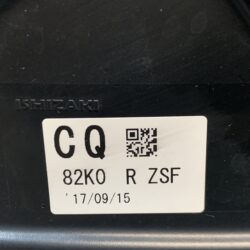 ISHIZAKI
CQ
82K0 R ZSF
'17/09/15